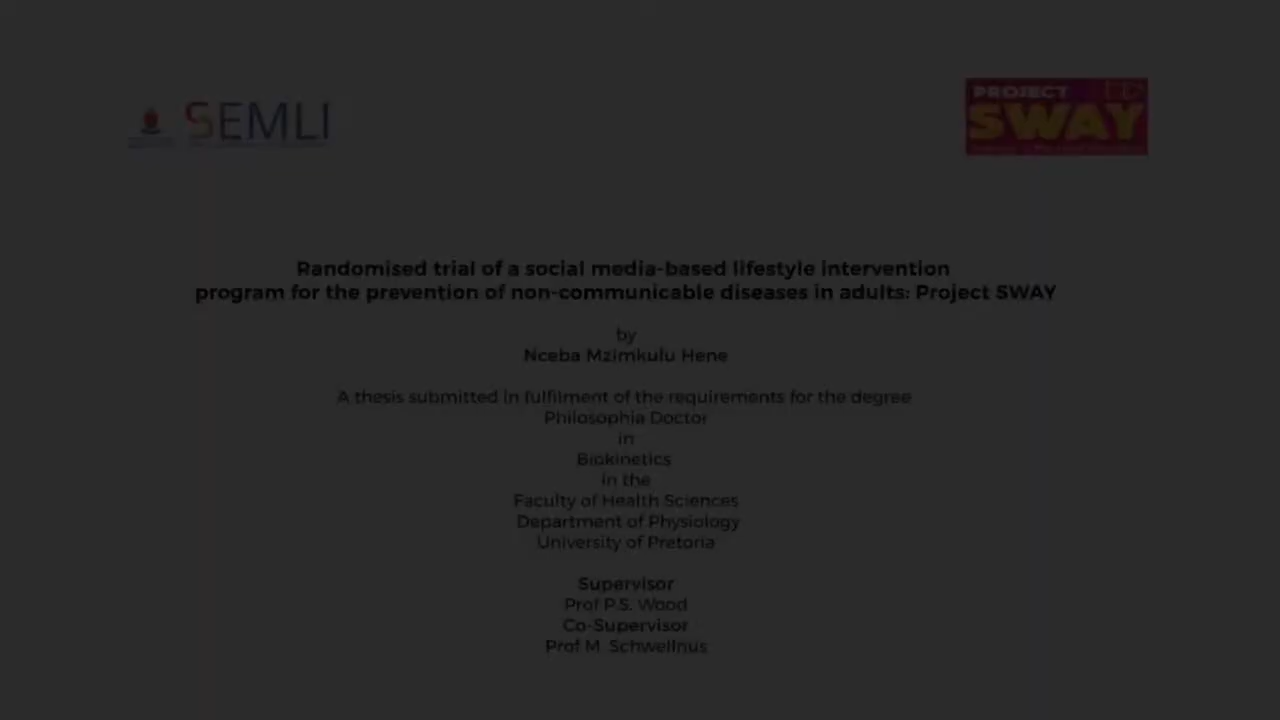 SEMLI
PROJECT
SWAY
Randomised trial of a social media-based lifestyle intervention
program for the prevention of non-communicable diseases in adults: Project SWAY
by
Nceba Mzimkulu Hene
A thesis submitted in fulfilment of the requirements for the degree
Philosophia Doctor
in
Biokinetics
in the
Faculty of Health Sciences
Department of Physiology
University of Pretoria
Supervisor
Prof P.S. Wood
Co-Supervisor
Prof M. Schwellnus